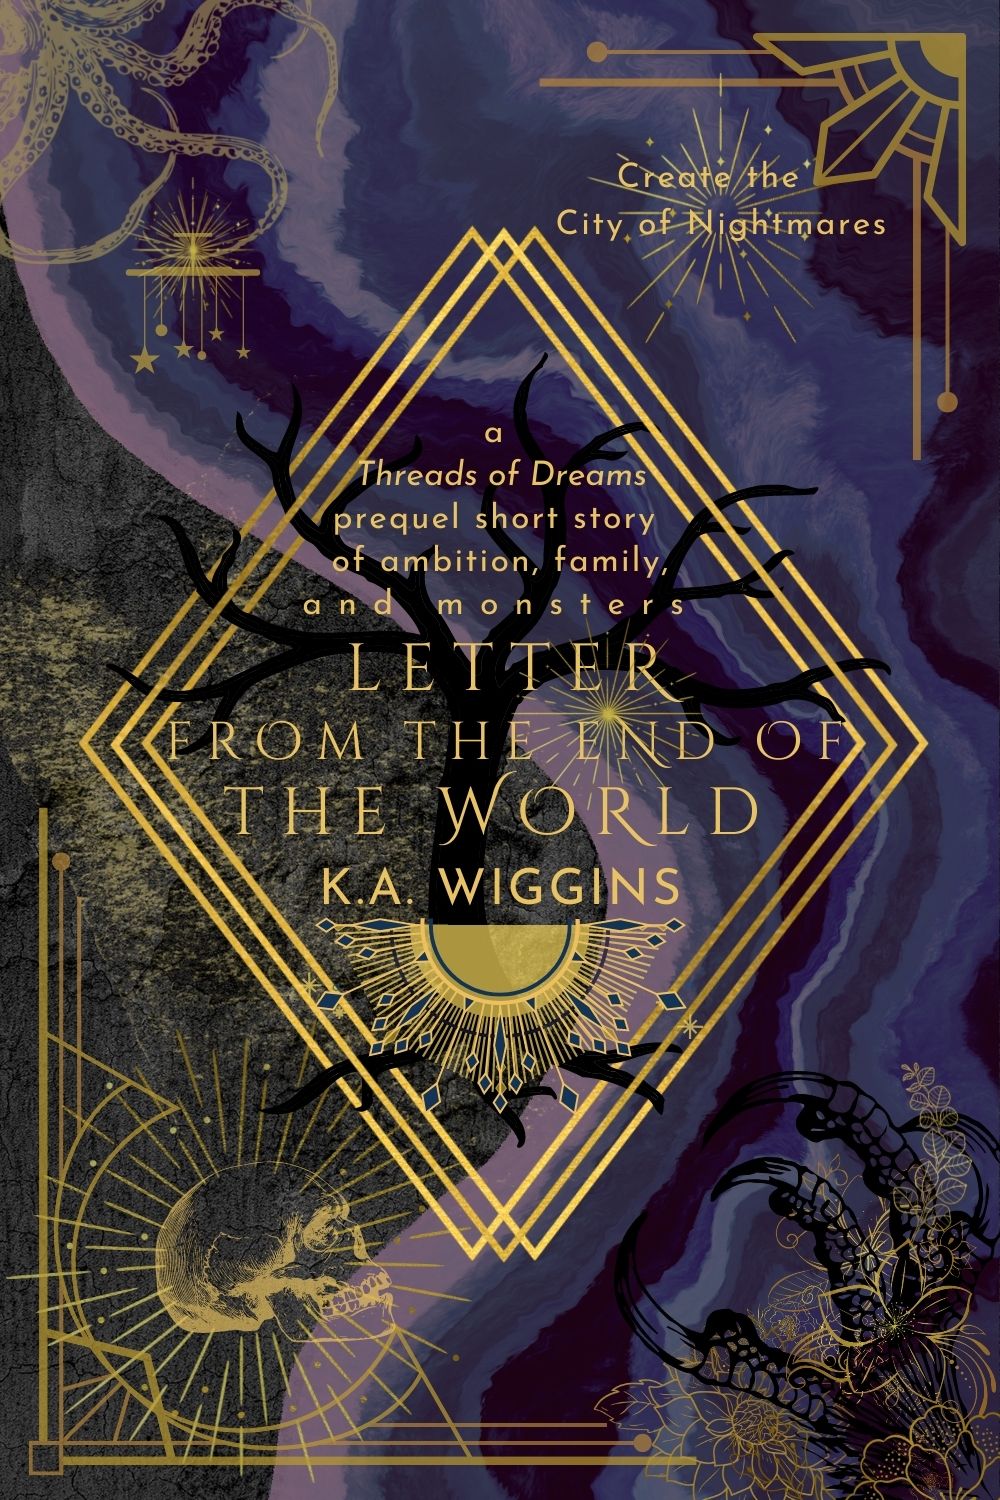 Create the
City of Nightmares
a
Threads of Dreams
prequel short story
of ambition, family,
and monsters
LETTER
FROM THE END OF
THE WORLD
K.A. WIGGINS